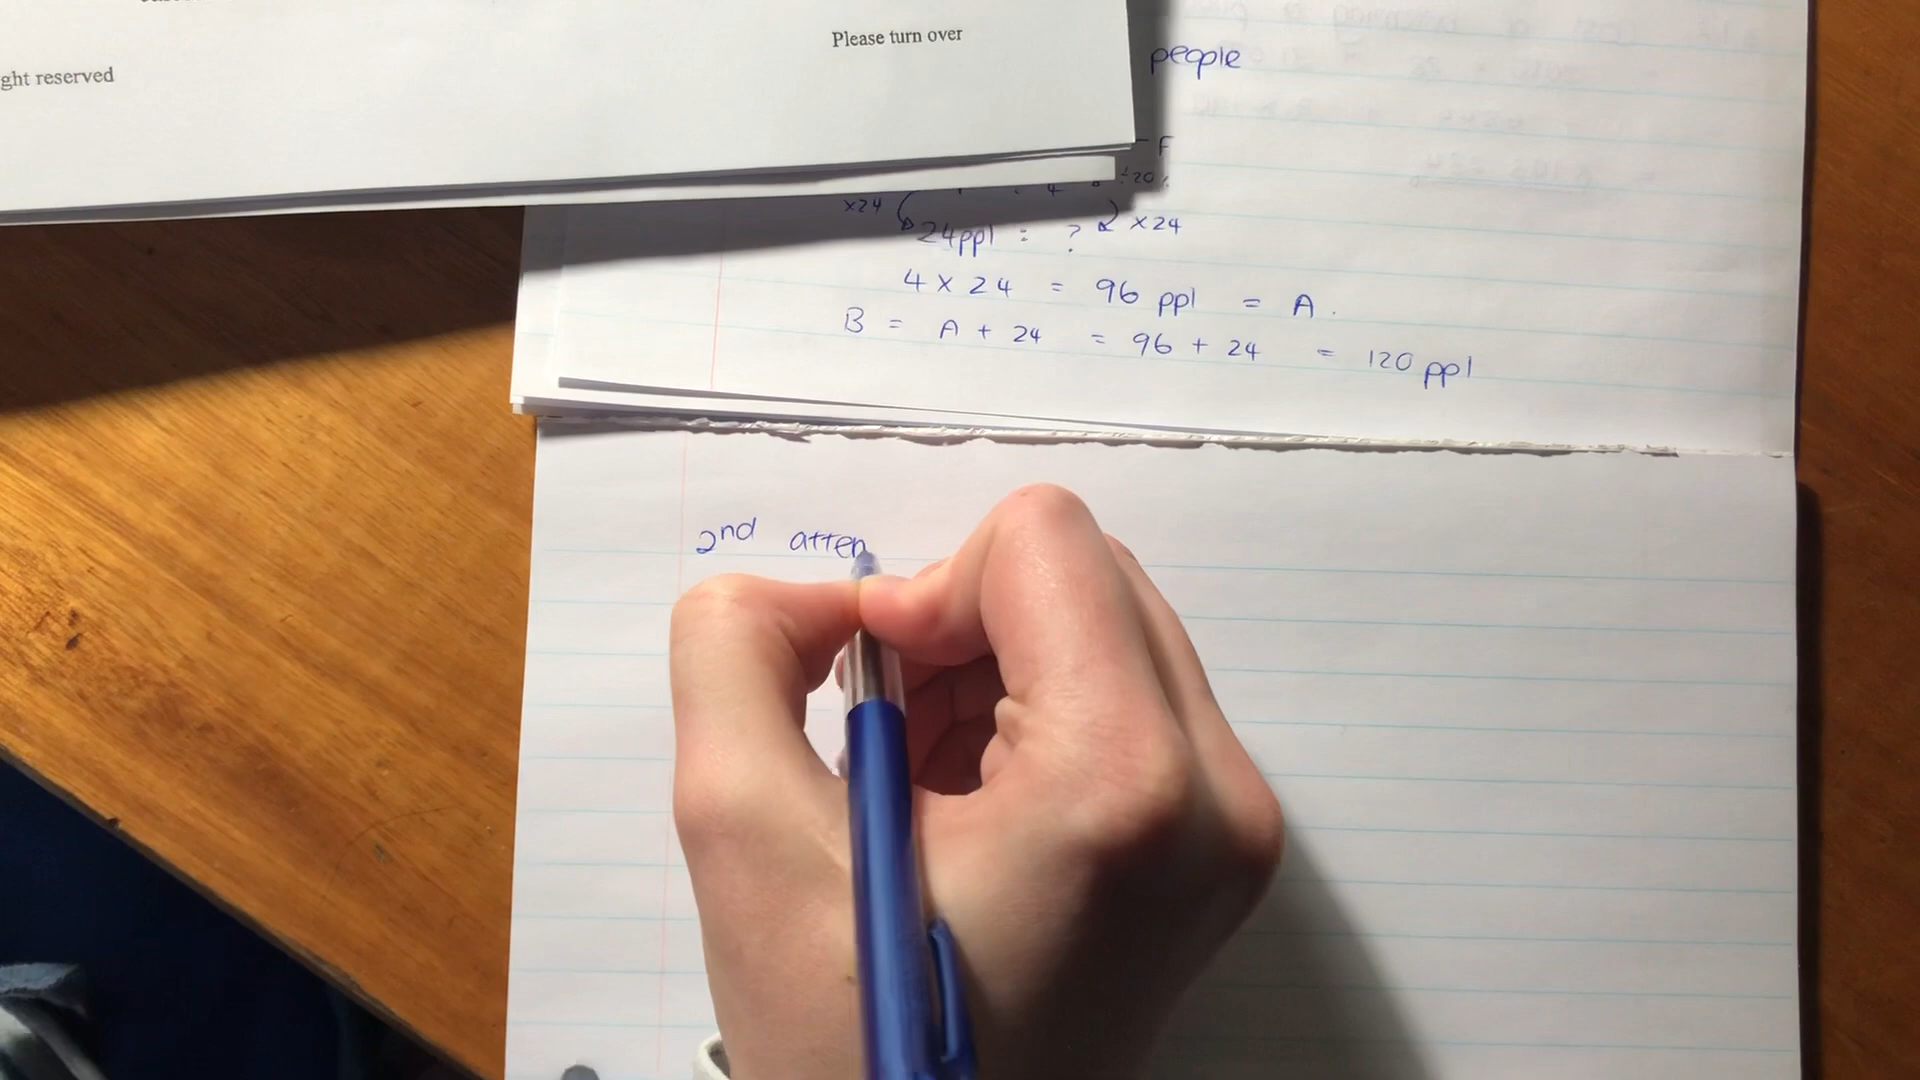 Please turn over
ght reserved
people
÷20
x24
x24
24ppl : ?
4 x 24 = 96 ppl = A.
B = A + 24 = 96 + 24 = 120 ppl
2nd atten